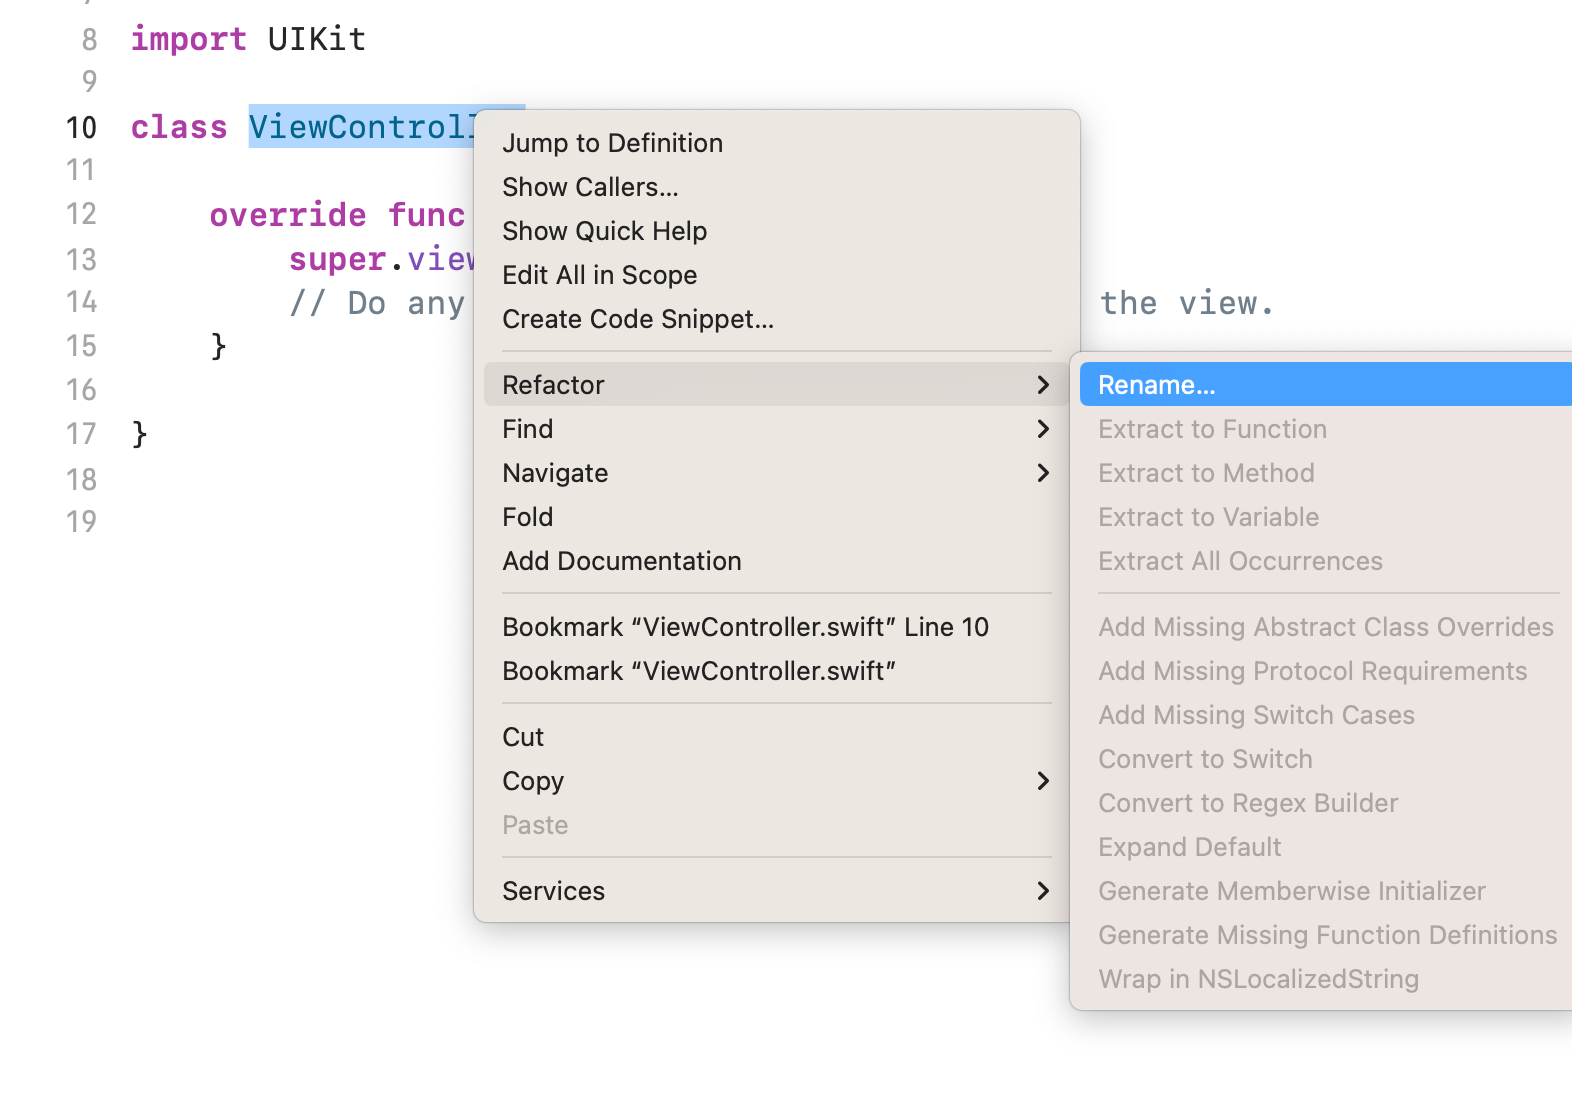 8 import UIKit
9
10 class ViewControll
11
12 override func
13 super.view
14 // Do any the view.
15 }
16
17 }
18
19
Jump to Definition
Show Callers...
Show Quick Help
Edit All in Scope
Create Code Snippet...
Refactor
Find
Navigate
Fold
Add Documentation
Bookmark “ViewController.swift” Line 10
Bookmark “ViewController.swift”
Cut
Copy
Paste
Services
Rename...
Extract to Function
Extract to Method
Extract to Variable
Extract All Occurrences
Add Missing Abstract Class Overrides
Add Missing Protocol Requirements
Add Missing Switch Cases
Convert to Switch
Convert to Regex Builder
Expand Default
Generate Memberwise Initializer
Generate Missing Function Definitions
Wrap in NSLocalizedString